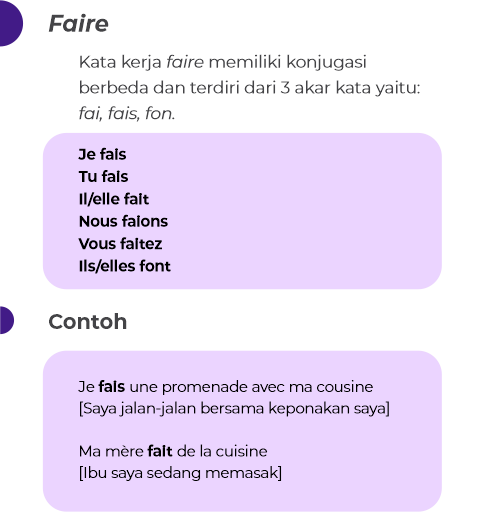 Faire
Kata kerja faire memiliki konjugasi
berbeda dan terdiri dari 3 akar kata yaitu:
fai, fais, fon.
Je fais
Tu fais
Il/elle fait
Nous faions
Vous faitez
Ils/elles font
Contoh
Je fais une promenade avec ma cousine
[Saya jalan-jalan bersama keponakan saya]
Ma mère fait de la cuisine
[Ibu saya sedang memasak]